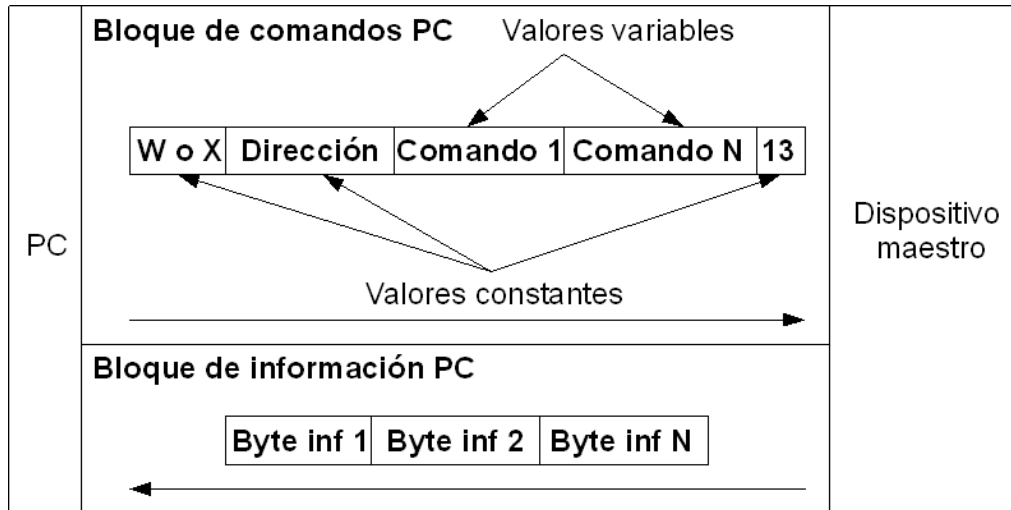 Bloque de comandos PC
Valores variables
W o X
Dirección
Comando 1
Comando N
13
PC
Valores constantes
Dispositivo
maestro
Bloque de información PC
Byte inf 1
Byte inf 2
Byte inf N